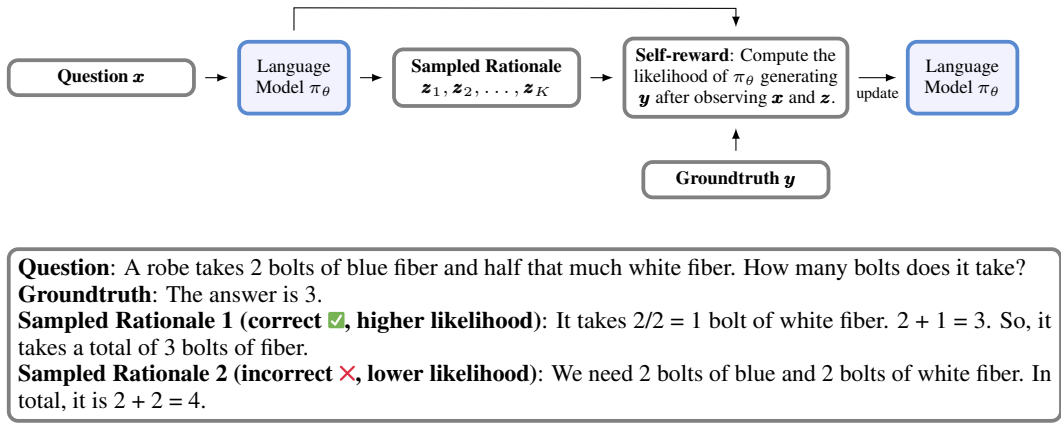 Question x
Language
Model πθ
Sampled Rationale
z1, z2, . . . , zK
Self-reward: Compute the
likelihood of πθ generating
y after observing x and z.
update
Language
Model πθ
Groundtruth y
Question: A robe takes 2 bolts of blue fiber and half that much white fiber. How many bolts does it take?
Groundtruth: The answer is 3.
Sampled Rationale 1 (correct ✅, higher likelihood): It takes 2/2 = 1 bolt of white fiber. 2 + 1 = 3. So, it
takes a total of 3 bolts of fiber.
Sampled Rationale 2 (incorrect ❌, lower likelihood): We need 2 bolts of blue and 2 bolts of white fiber. In
total, it is 2 + 2 = 4.